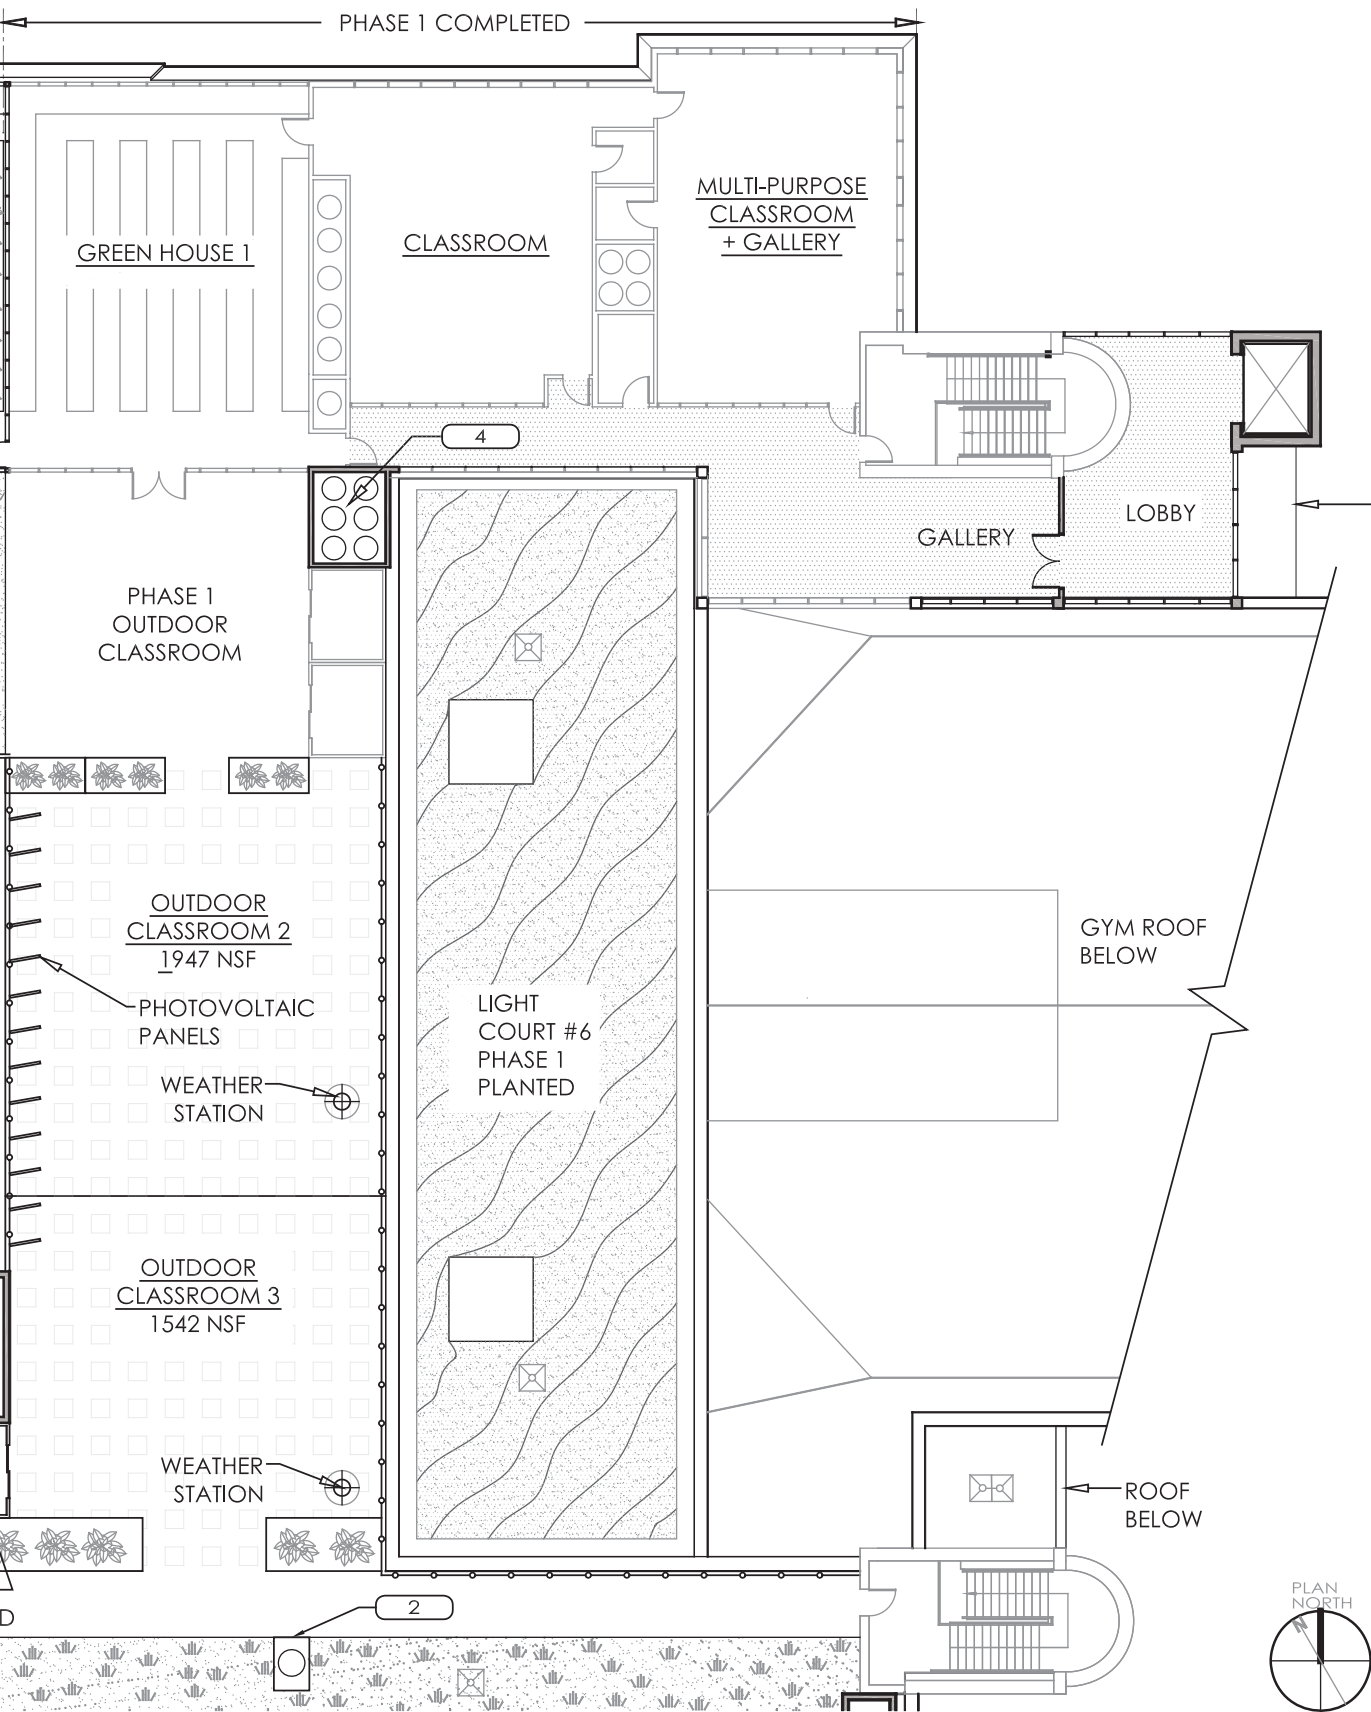 PHASE 1 COMPLETED
MULTI-PURPOSE
CLASSROOM
+ GALLERY
GREEN HOUSE 1
CLASSROOM
4
LOBBY
GALLERY
PHASE 1
OUTDOOR
CLASSROOM
OUTDOOR
CLASSROOM 2
1947 NSF
GYM ROOF
BELOW
PHOTOVOLTAIC
PANELS
LIGHT
COURT #6
PHASE 1
PLANTED
WEATHER
STATION
OUTDOOR
CLASSROOM 3
1542 NSF
WEATHER
STATION
ROOF
BELOW
PLAN
NORTH
N
2
D